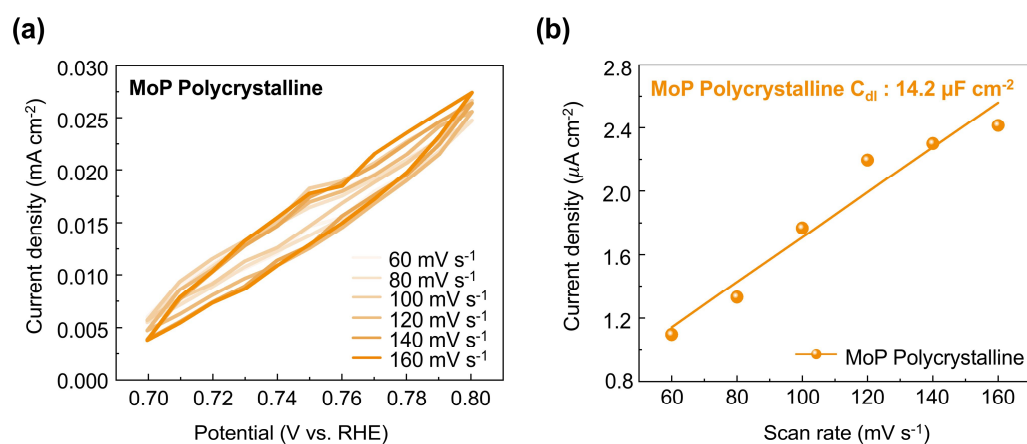 (a)
MoP Polycrystalline
Current density (mA cm⁻²)
0.030
0.025
0.020
0.015
0.010
0.005
0.000
60 mV s⁻¹
80 mV s⁻¹
100 mV s⁻¹
120 mV s⁻¹
140 mV s⁻¹
160 mV s⁻¹
0.70 0.72 0.74 0.76 0.78 0.80
Potential (V vs. RHE)
(b)
MoP Polycrystalline C_dl : 14.2 μF cm⁻²
Current density (μA cm⁻²)
2.8
2.4
2.0
1.6
1.2
0.8
MoP Polycrystalline
60 80 100 120 140 160
Scan rate (mV s⁻¹)